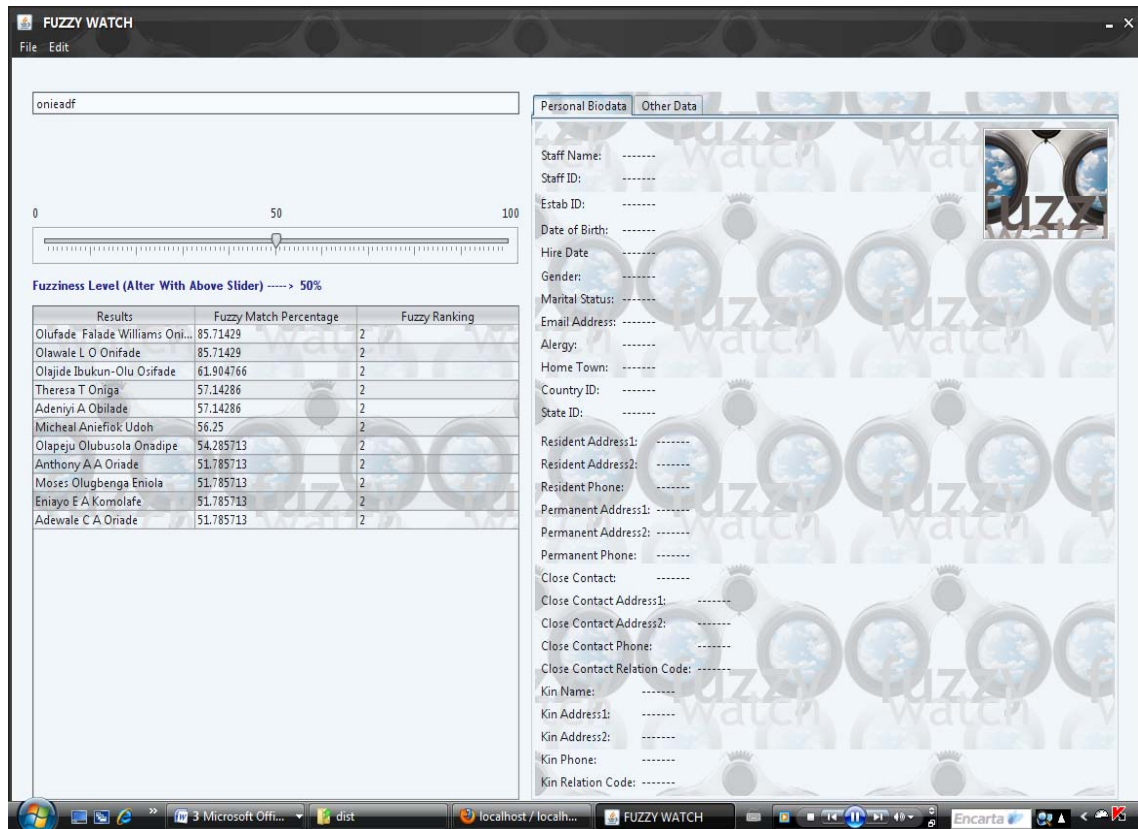 FUZZY WATCH
File Edit
onieadf
0 50 100
Fuzziness Level (Alter With Above Slider) -----> 50%
Results Fuzzy Match Percentage Fuzzy Ranking
Olufade Falade Williams Oni... 85.71429 2
Olawale L O Onifade 85.71429 2
Olajide Ibukun-Olu Osifade 61.904766 2
Theresa T Oniga 57.14286 2
Adeniyi A Obilade 57.14286 2
Micheal Aniefiok Udoh 56.25 2
Olapeju Olubusola Onadipe 54.285713 2
Anthony A A Oriade 51.785713 2
Moses Olugbenga Eniola 51.785713 2
Eniayo E A Komolafe 51.785713 2
Adewale C A Oriade 51.785713 2
Personal Biodata Other Data
Staff Name: -------
Staff ID: -------
Estab ID: -------
Date of Birth: -------
Hire Date -------
Gender: -------
Marital Status: -------
Email Address: -------
Alergy: -------
Home Town: -------
Country ID: -------
State ID: -------
Resident Address1: -------
Resident Address2: -------
Resident Phone: -------
Permanent Address1: -------
Permanent Address2: -------
Permanent Phone: -------
Close Contact: -------
Close Contact Address1: -------
Close Contact Address2: -------
Close Contact Phone: -------
Close Contact Relation Code: -------
Kin Name: -------
Kin Address1: -------
Kin Address2: -------
Kin Phone: -------
Kin Relation Code: -------
fuzzy
watch
3 Microsoft Offi... dist localhost / localh... FUZZY WATCH Encarta